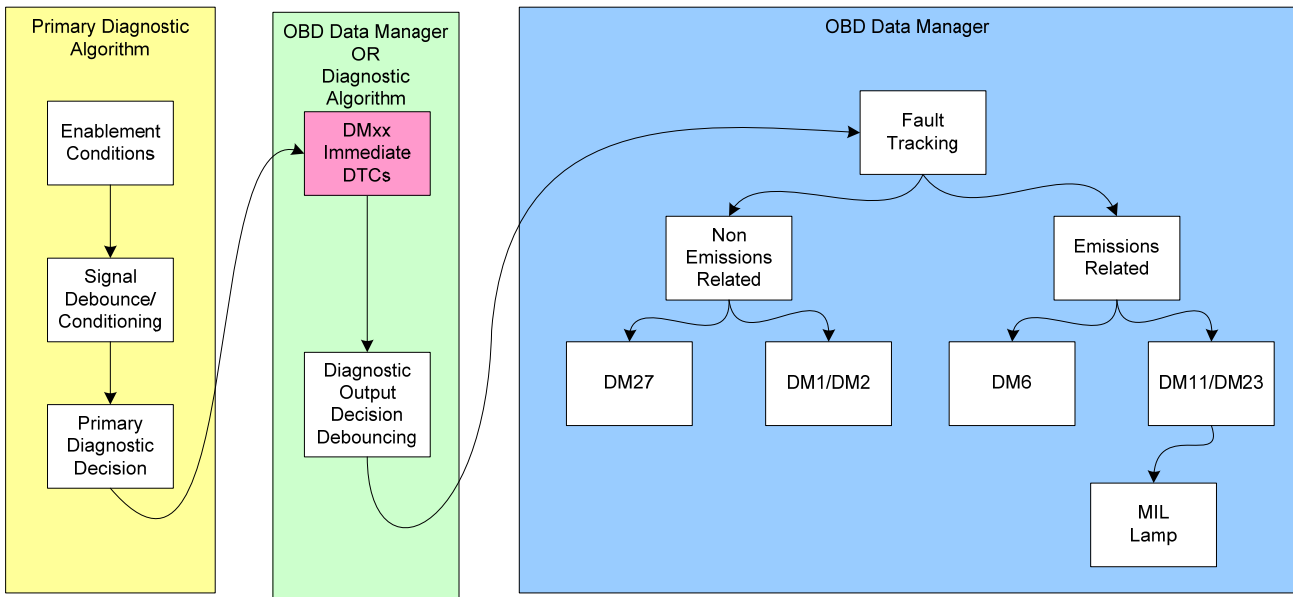 Primary Diagnostic
Algorithm
Enablement
Conditions
Signal
Debounce/
Conditioning
Primary
Diagnostic
Decision
OBD Data Manager
OR
Diagnostic
Algorithm
DMxx
Immediate
DTCs
Diagnostic
Output
Decision
Debouncing
OBD Data Manager
Fault
Tracking
Non
Emissions
Related
Emissions
Related
DM27
DM1/DM2
DM6
DM11/DM23
MIL
Lamp